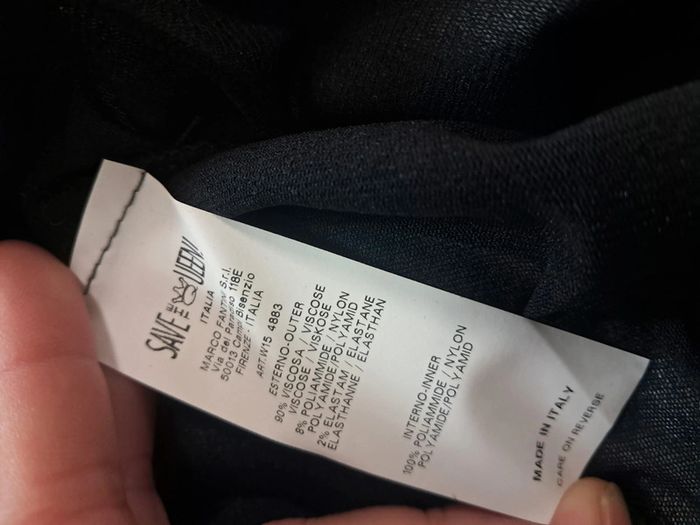 SAVE THE QUEEN!
ITALIA
MARCO FANTINI S.r.l.
Via del Paradiso 118E
50013 Campi Bisenzio
FIRENZE - ITALIA
ART.W15 4883
ESTERNO-OUTER
90% VISCOSA / VISCOSE
VISCOSE / VISKOSE
8% POLIAMMIDE / NYLON
POLYAMIDE/POLYAMID
2% ELASTAM / ELASTANE
ELASTHANNE / ELASTHAN
INTERNO-INNER
100% POLIAMMIDE / NYLON
POLYAMIDE/POLYAMID
MADE IN ITALY
CARE ON REVERSE